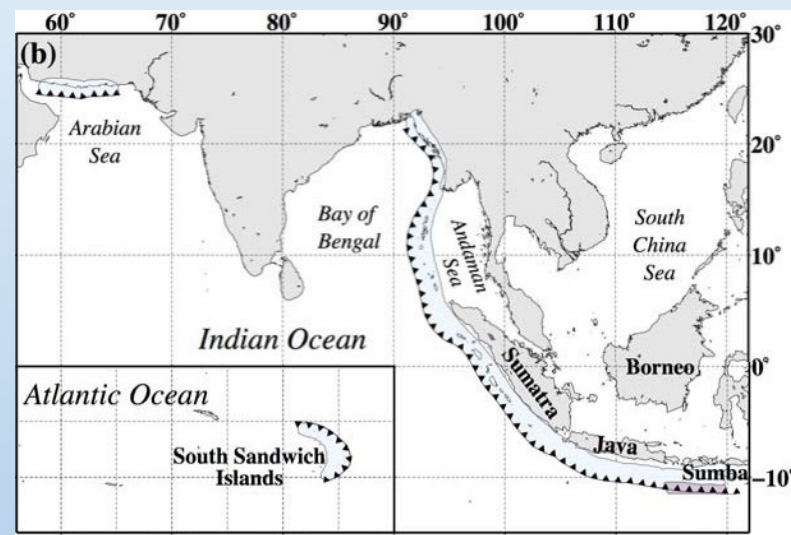 60° 70° 80° 90° 100° 110° 120°
30°
(b)
Arabian
Sea
20°
Bay of
Bengal
Andaman
Sea
South
China
Sea
10°
Indian Ocean
Sumatra
Borneo
0°
Atlantic Ocean
South Sandwich
Islands
Java
Sumba
−10°